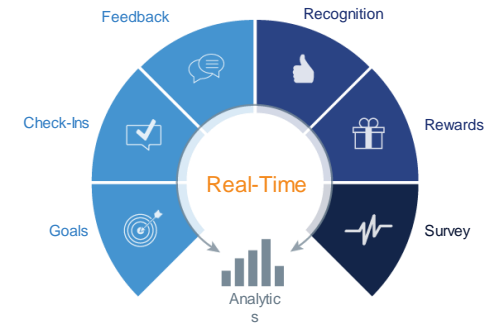 Feedback
Recognition
Check-Ins
Rewards
Real-Time
Goals
Survey
Analytic
s